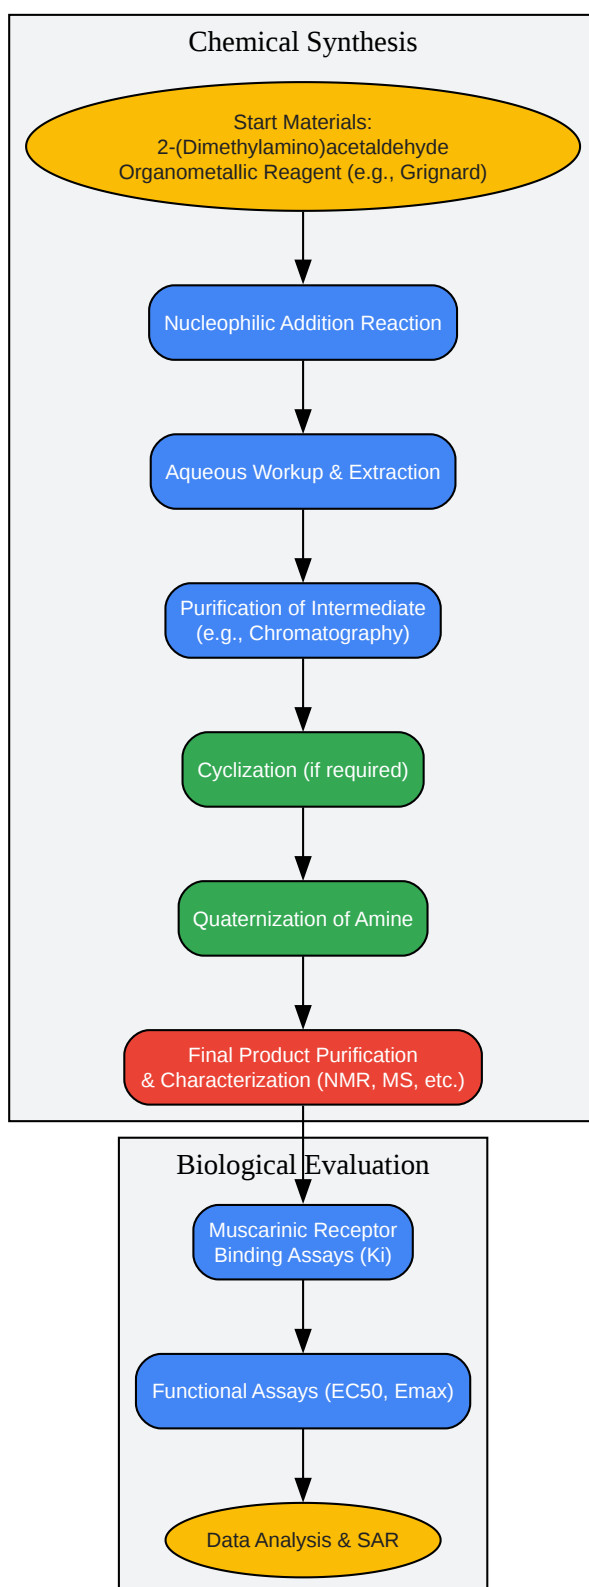 Chemical Synthesis
Start Materials:
2-(Dimethylamino)acetaldehyde
Organometallic Reagent (e.g., Grignard)
Nucleophilic Addition Reaction
Aqueous Workup & Extraction
Purification of Intermediate
(e.g., Chromatography)
Cyclization (if required)
Quaternization of Amine
Final Product Purification
& Characterization (NMR, MS, etc.)
Biological Evaluation
Muscarinic Receptor
Binding Assays (Ki)
Functional Assays (EC50, Emax)
Data Analysis & SAR